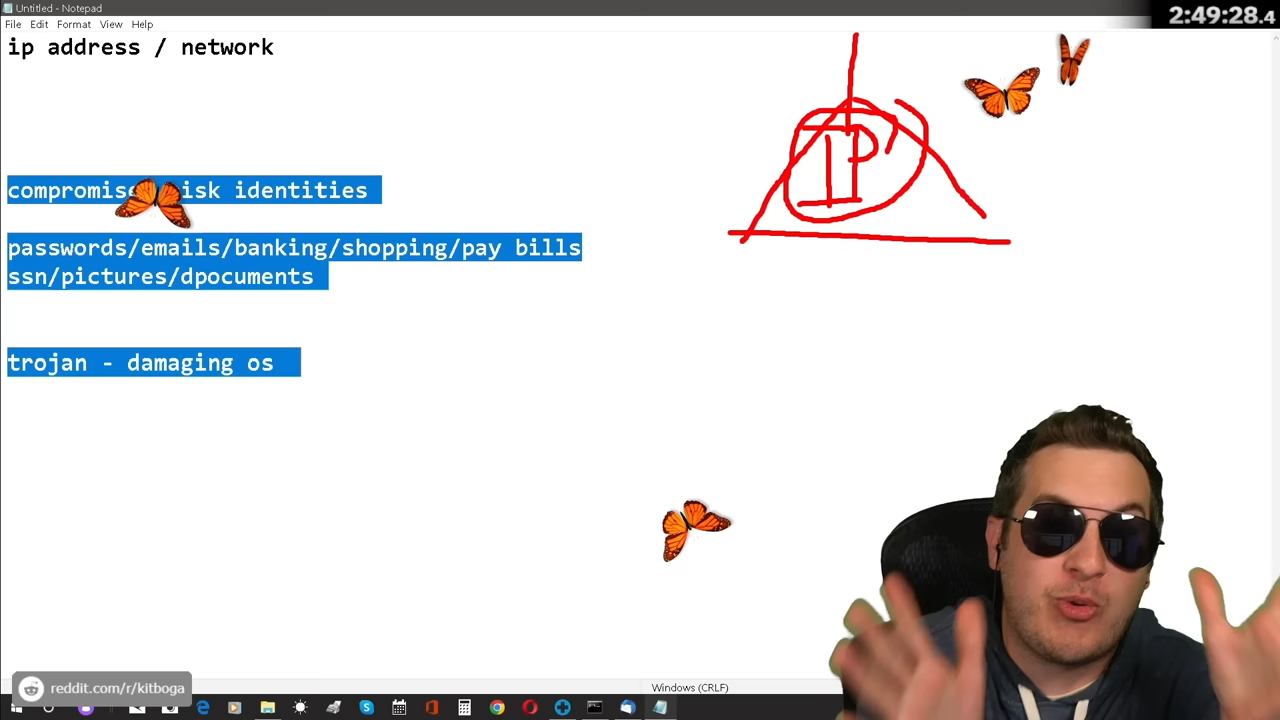 Untitled - Notepad
2:49:28.4
File Edit Format View Help
ip address / network
IP
compromise isk identities
passwords/emails/banking/shopping/pay bills
ssn/pictures/dpocuments
trojan - damaging os
reddit.com/r/kitboga
Windows (CRLF)